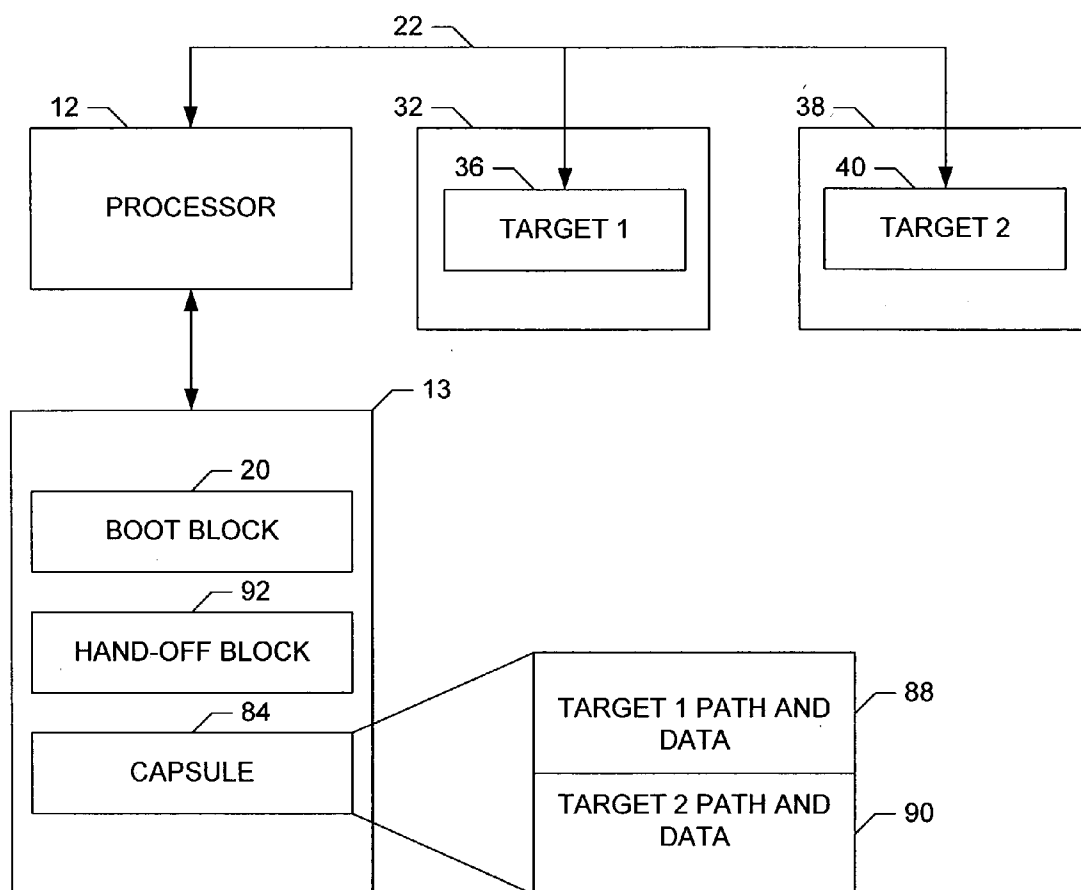 22
12
32
38
PROCESSOR
36
TARGET 1
40
TARGET 2
13
20
BOOT BLOCK
92
HAND-OFF BLOCK
84
CAPSULE
TARGET 1 PATH AND
DATA
88
TARGET 2 PATH AND
DATA
90